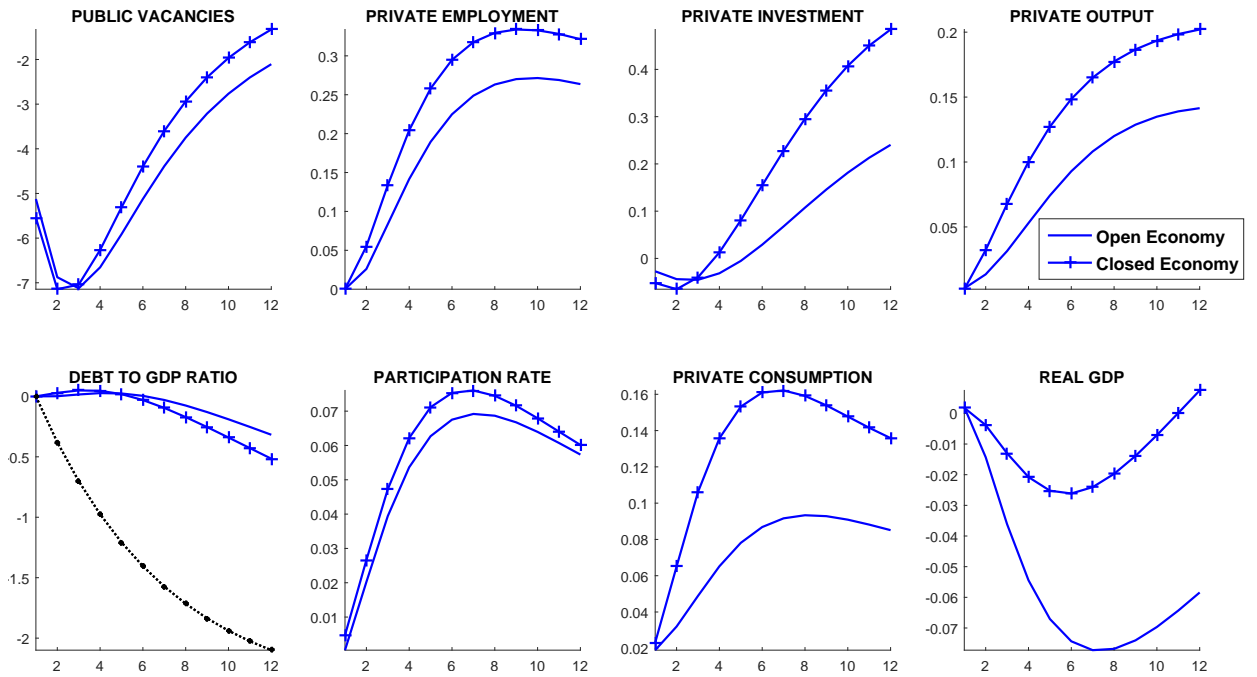 PUBLIC VACANCIES
-2
-3
-4
-5
-6
-7
2 4 6 8 10 12
PRIVATE EMPLOYMENT
0.3
0.25
0.2
0.15
0.1
0.05
0
2 4 6 8 10 12
PRIVATE INVESTMENT
0.4
0.3
0.2
0.1
0
2 4 6 8 10 12
PRIVATE OUTPUT
0.2
0.15
0.1
0.05
2 4 6 8 10 12
Open Economy
Closed Economy
DEBT TO GDP RATIO
0
0.5
-1
1.5
-2
2 4 6 8 10 12
PARTICIPATION RATE
0.07
0.06
0.05
0.04
0.03
0.02
0.01
2 4 6 8 10 12
PRIVATE CONSUMPTION
0.16
0.14
0.12
0.1
0.08
0.06
0.04
0.02
2 4 6 8 10 12
REAL GDP
0
-0.01
-0.02
-0.03
-0.04
-0.05
-0.06
-0.07
2 4 6 8 10 12